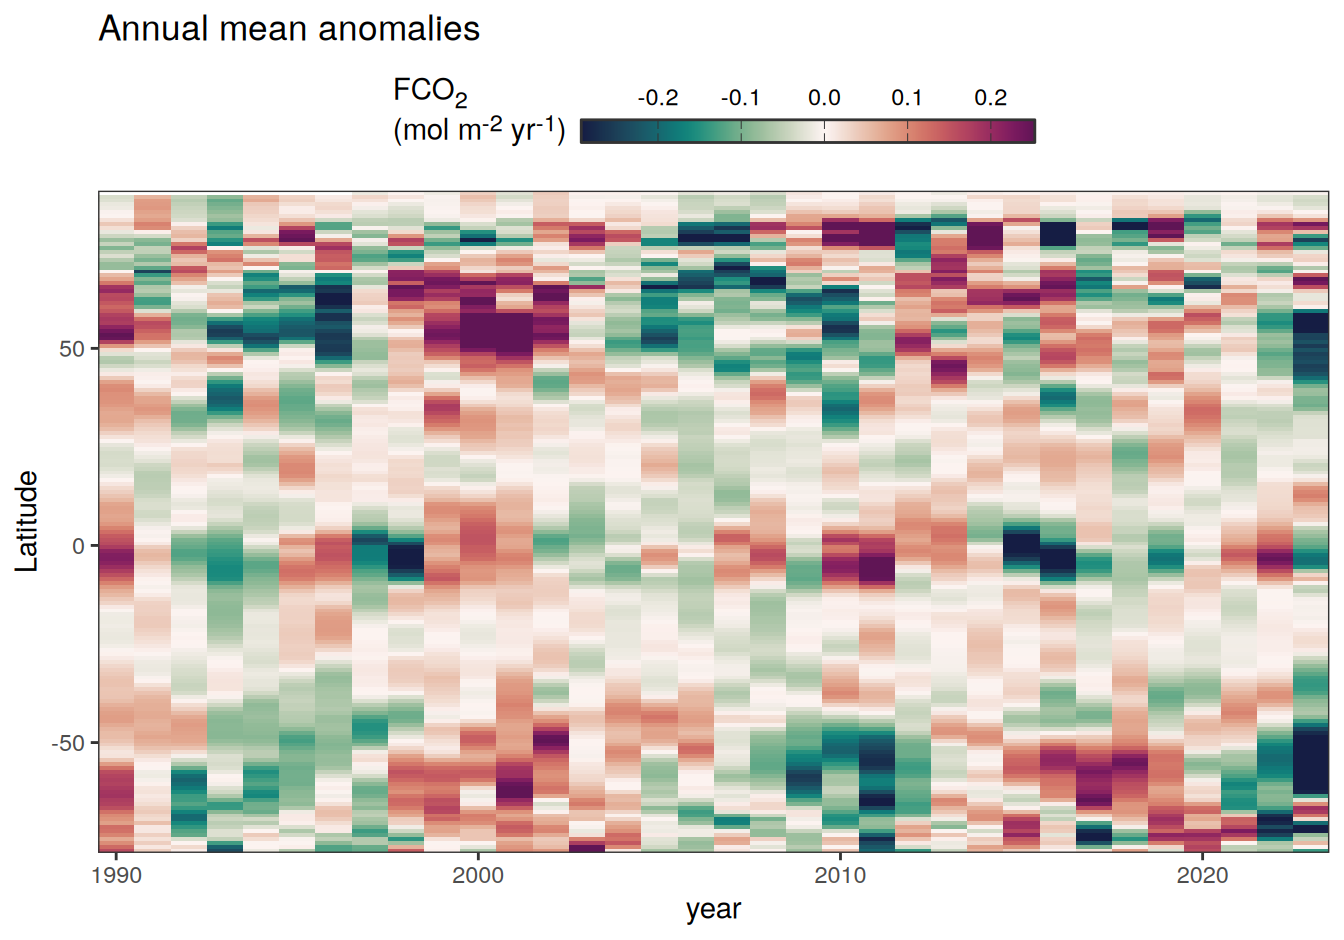 Annual mean anomalies
FCO₂
(mol m⁻² yr⁻¹)
-0.2 -0.1 0.0 0.1 0.2
50
0
-50
Latitude
1990 2000 2010 2020
year